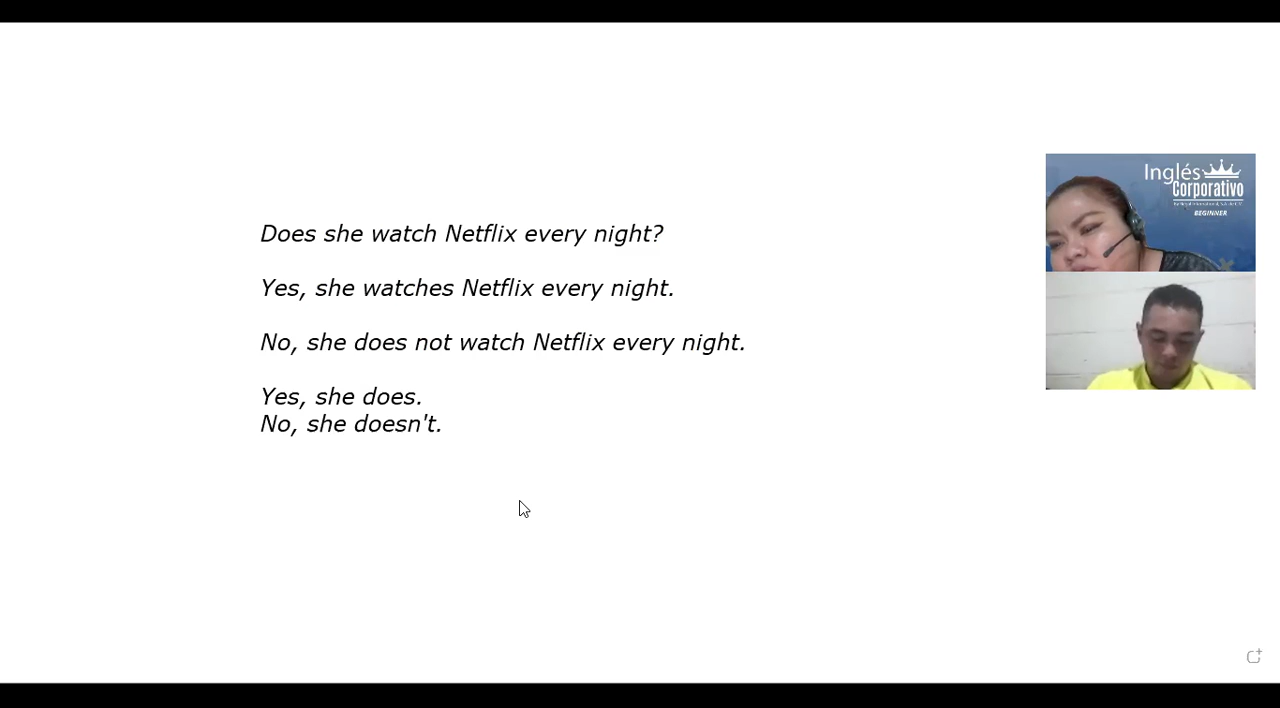 Does she watch Netflix every night?
Yes, she watches Netflix every night.
No, she does not watch Netflix every night.
Yes, she does.
No, she doesn't.
Inglés
Corporativo
BEGINNER